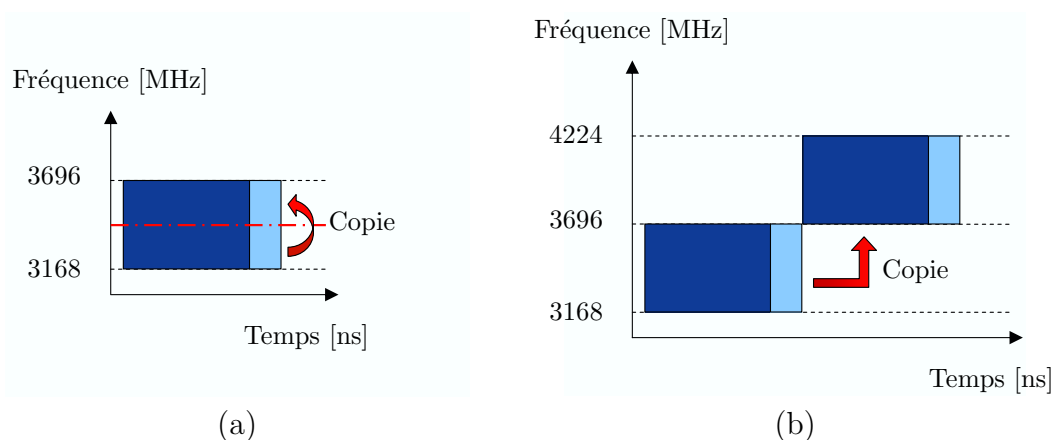 Fréquence [MHz]
3696
3168
Copie
Temps [ns]
(a)
Fréquence [MHz]
4224
3696
3168
Copie
Temps [ns]
(b)